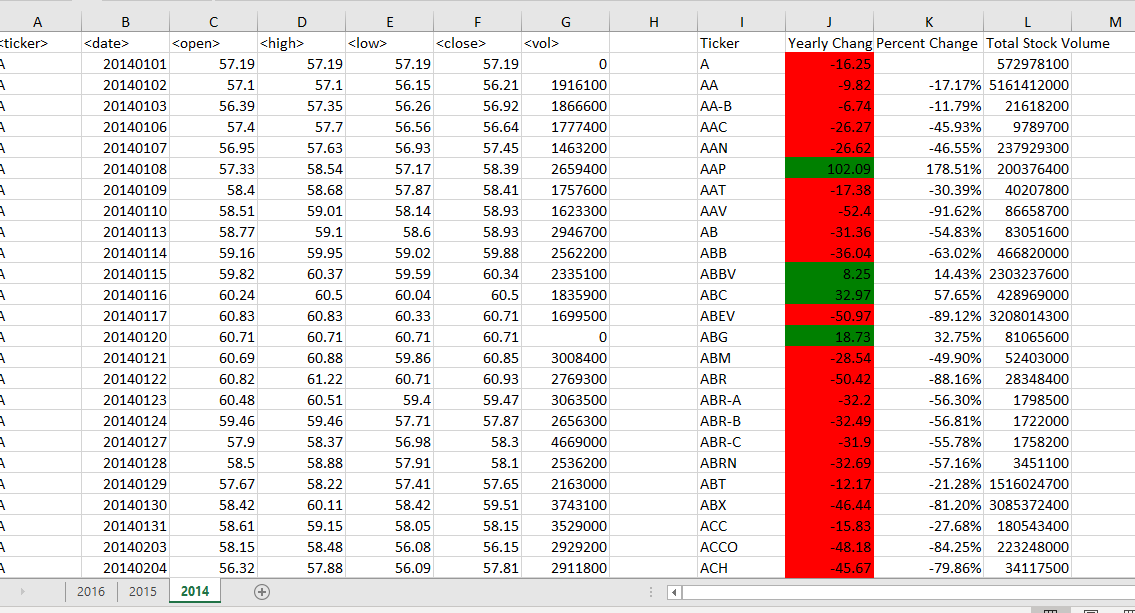 A B C D E F G H I J K L M
<ticker> <date> <open> <high> <low> <close> <vol> Ticker Yearly Chang Percent Change Total Stock Volume
A 20140101 57.19 57.19 57.19 57.19 0 A -16.25 572978100
A 20140102 57.1 57.1 56.15 56.21 1916100 AA -9.82 -17.17% 5161412000
A 20140103 56.39 57.35 56.26 56.92 1866600 AA-B -6.74 -11.79% 21618200
A 20140106 57.4 57.7 56.56 56.64 1777400 AAC -26.27 -45.93% 9789700
A 20140107 56.95 57.63 56.93 57.45 1463200 AAN -26.62 -46.55% 237929300
A 20140108 57.33 58.54 57.17 58.39 2659400 AAP 102.09 178.51% 200376400
A 20140109 58.4 58.68 57.87 58.41 1757600 AAT -17.38 -30.39% 40207800
A 20140110 58.51 59.01 58.14 58.93 1623300 AAV -52.4 -91.62% 86658700
A 20140113 58.77 59.1 58.6 58.93 2946700 AB -31.36 -54.83% 83051600
A 20140114 59.16 59.95 59.02 59.88 2562200 ABB -36.04 -63.02% 466820000
A 20140115 59.82 60.37 59.59 60.34 2335100 ABBV 8.25 14.43% 2303237600
A 20140116 60.24 60.5 60.04 60.5 1835900 ABC 32.97 57.65% 428969000
A 20140117 60.83 60.83 60.33 60.71 1699500 ABEV -50.97 -89.12% 3208014300
A 20140120 60.71 60.71 60.71 60.71 0 ABG 18.73 32.75% 81065600
A 20140121 60.69 60.88 59.86 60.85 3008400 ABM -28.54 -49.90% 52403000
A 20140122 60.82 61.22 60.71 60.93 2769300 ABR -50.42 -88.16% 28348400
A 20140123 60.48 60.51 59.4 59.47 3063500 ABR-A -32.2 -56.30% 1798500
A 20140124 59.46 59.46 57.71 57.87 2656300 ABR-B -32.49 -56.81% 1722000
A 20140127 57.9 58.37 56.98 58.3 4669000 ABR-C -31.9 -55.78% 1758200
A 20140128 58.5 58.88 57.91 58.1 2536200 ABRN -32.69 -57.16% 3451100
A 20140129 57.67 58.22 57.41 57.65 2163000 ABT -12.17 -21.28% 1516024700
A 20140130 58.42 60.11 58.42 59.51 3743100 ABX -46.44 -81.20% 3085372400
A 20140131 58.61 59.15 58.05 58.15 3529000 ACC -15.83 -27.68% 180543400
A 20140203 58.15 58.48 56.08 56.15 2929200 ACCO -48.18 -84.25% 223248000
A 20140204 56.32 57.88 56.09 57.81 2911800 ACH -45.67 -79.86% 34117500
2016 2015 2014